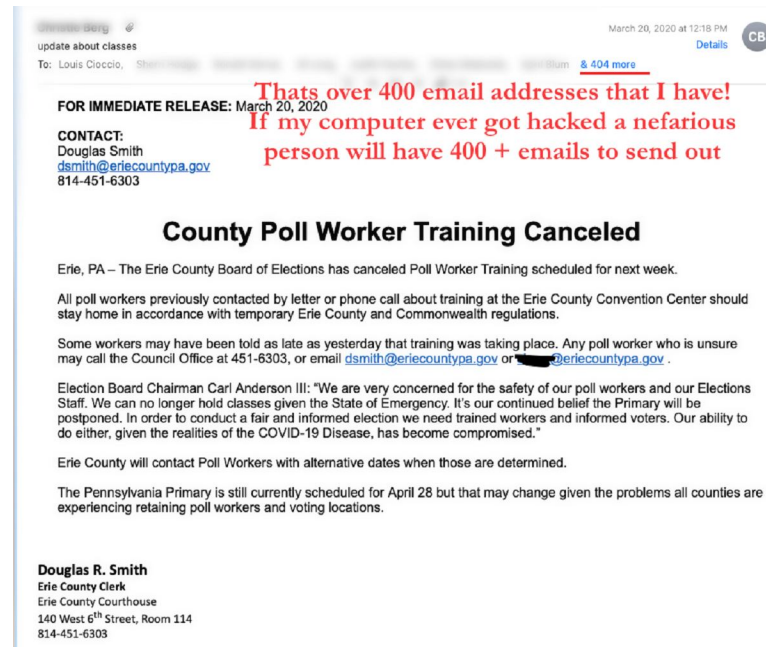 March 20, 2020 at 12:18 PM
update about classes
Details
CB
To: Louis Cioccio,
& 404 more
Thats over 400 email addresses that I have!
FOR IMMEDIATE RELEASE: March 20, 2020
If my computer ever got hacked a nefarious
CONTACT:
person will have 400 + emails to send out
Douglas Smith
dsmith@eriecountypa.gov
814-451-6303
County Poll Worker Training Canceled
Erie, PA – The Erie County Board of Elections has canceled Poll Worker Training scheduled for next week.
All poll workers previously contacted by letter or phone call about training at the Erie County Convention Center should
stay home in accordance with temporary Erie County and Commonwealth regulations.
Some workers may have been told as late as yesterday that training was taking place. Any poll worker who is unsure
may call the Council Office at 451-6303, or email dsmith@eriecountypa.gov or @eriecountypa.gov .
Election Board Chairman Carl Anderson III: “We are very concerned for the safety of our poll workers and our Elections
Staff. We can no longer hold classes given the State of Emergency. It’s our continued belief the Primary will be
postponed. In order to conduct a fair and informed election we need trained workers and informed voters. Our ability to
do either, given the realities of the COVID-19 Disease, has become compromised.”
Erie County will contact Poll Workers with alternative dates when those are determined.
The Pennsylvania Primary is still currently scheduled for April 28 but that may change given the problems all counties are
experiencing retaining poll workers and voting locations.
Douglas R. Smith
Erie County Clerk
Erie County Courthouse
140 West 6th Street, Room 114
814-451-6303